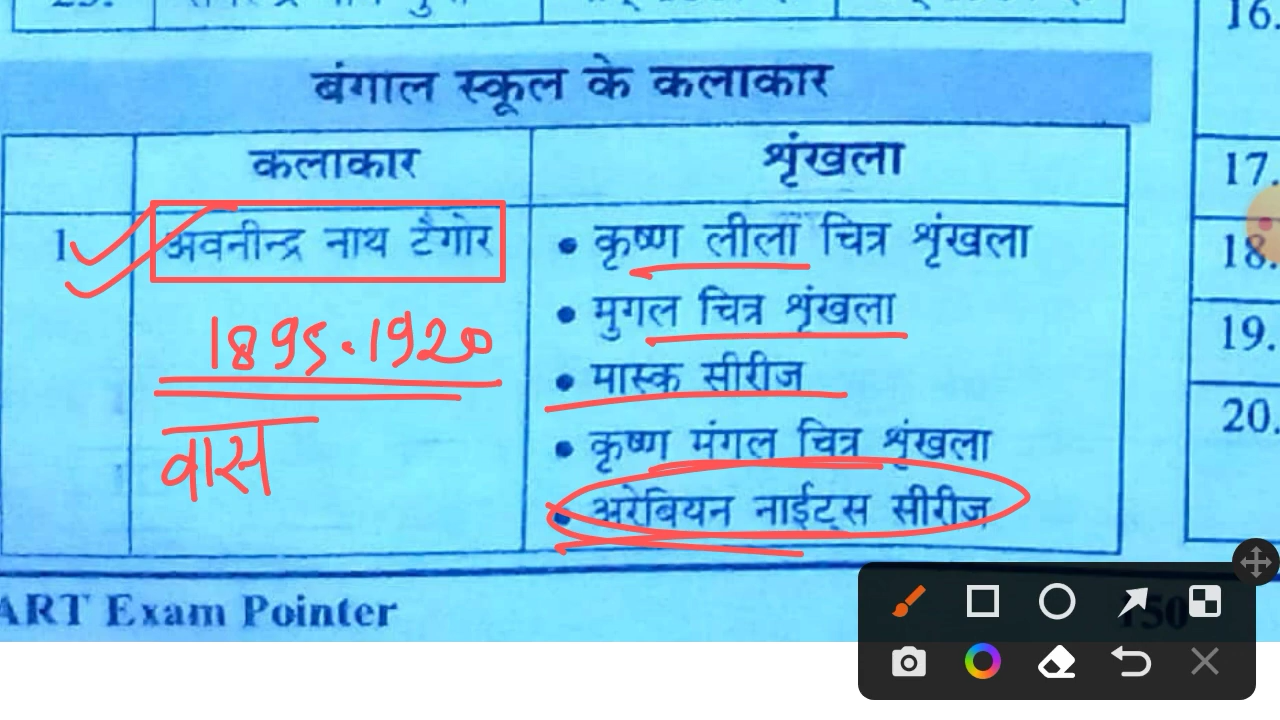 16.
बंगाल स्कूल के कलाकार
कलाकार
शृंखला
17.
1.
अवनीन्द्र नाथ टैगोर
• कृष्ण लीला चित्र शृंखला
18.
1895.1920
• मुगल चित्र शृंखला
19.
• मास्क सीरीज
वास
• कृष्ण मंगल चित्र शृंखला
20.
• अरेबियन नाईट्स सीरीज
ART Exam Pointer
150